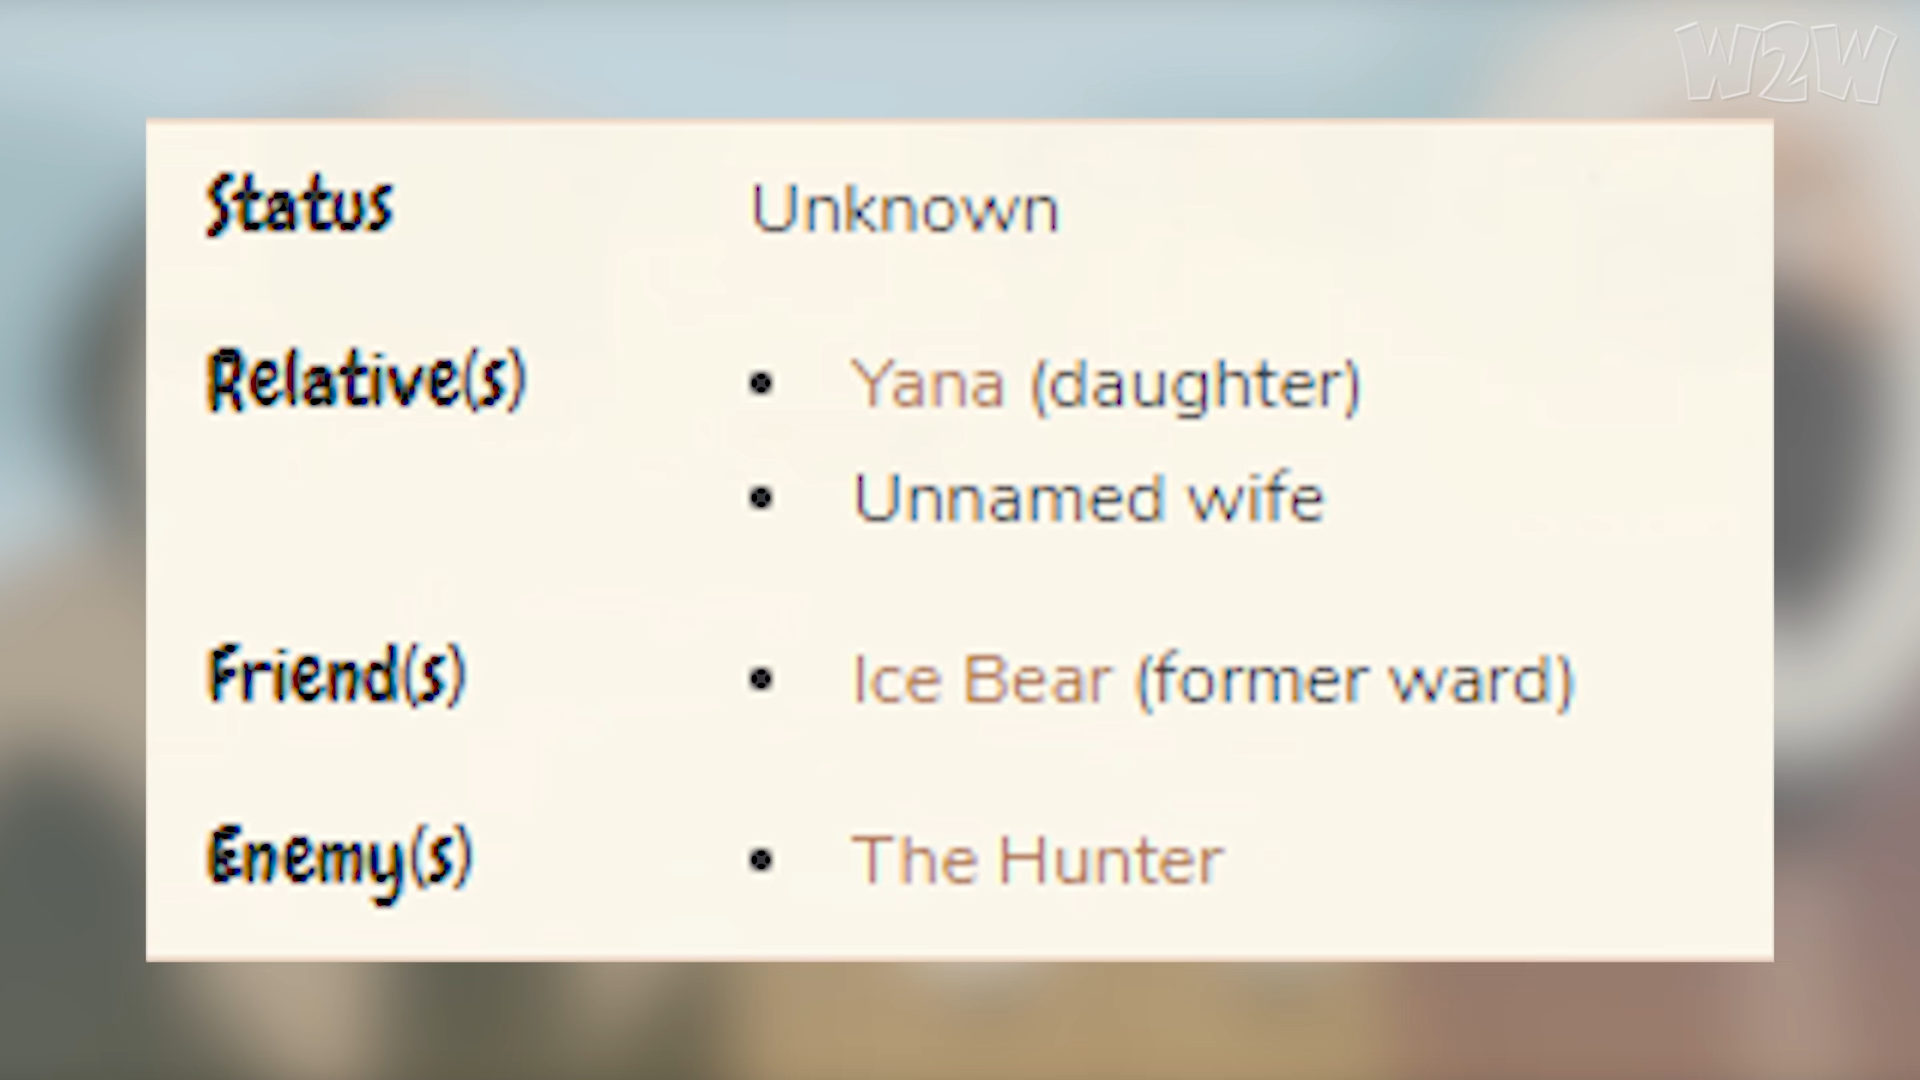 W2W
Status Unknown
Relative(s) • Yana (daughter)
• Unnamed wife
Friend(s) • Ice Bear (former ward)
Enemy(s) • The Hunter